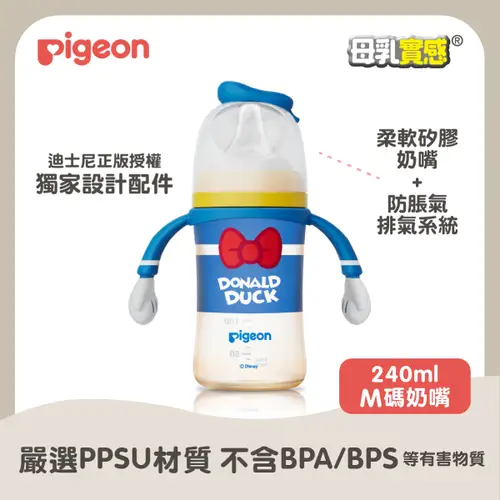 Pigeon
母乳實感®
迪士尼正版授權
獨家設計配件
柔軟矽膠
奶嘴
+
防脹氣
排氣系統
DONALD
DUCK
Pigeon
©Disney
240ml
M碼奶嘴
嚴選PPSU材質 不含BPA/BPS 等有害物質